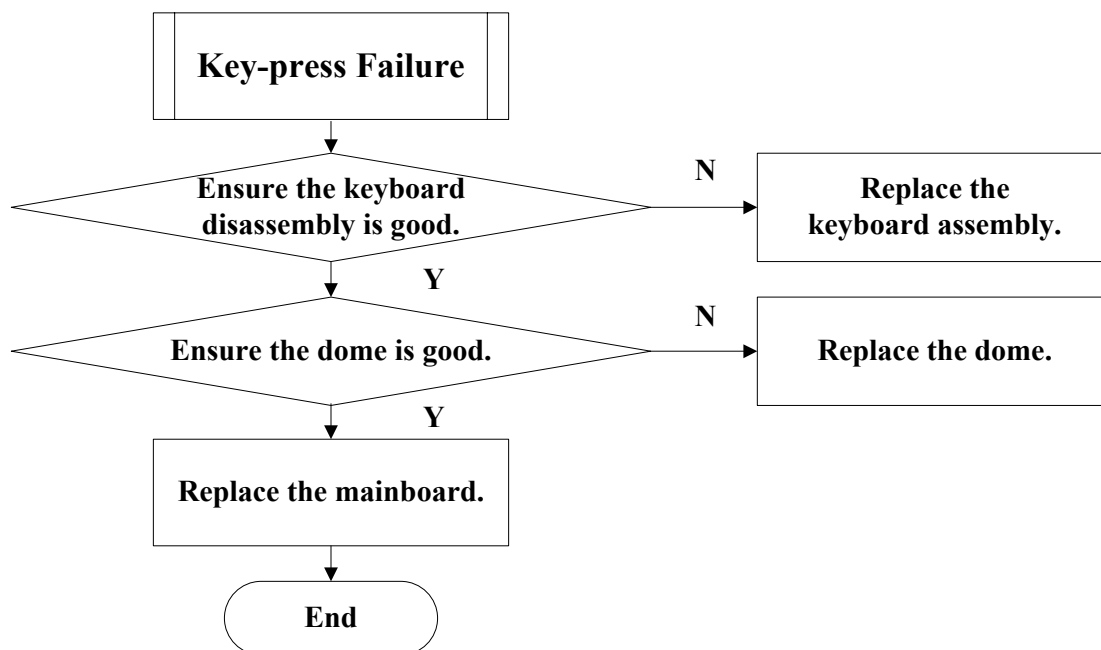 Key-press Failure
Ensure the keyboard
disassembly is good.
N
Replace the
keyboard assembly.
Y
Ensure the dome is good.
N
Replace the dome.
Y
Replace the mainboard.
End